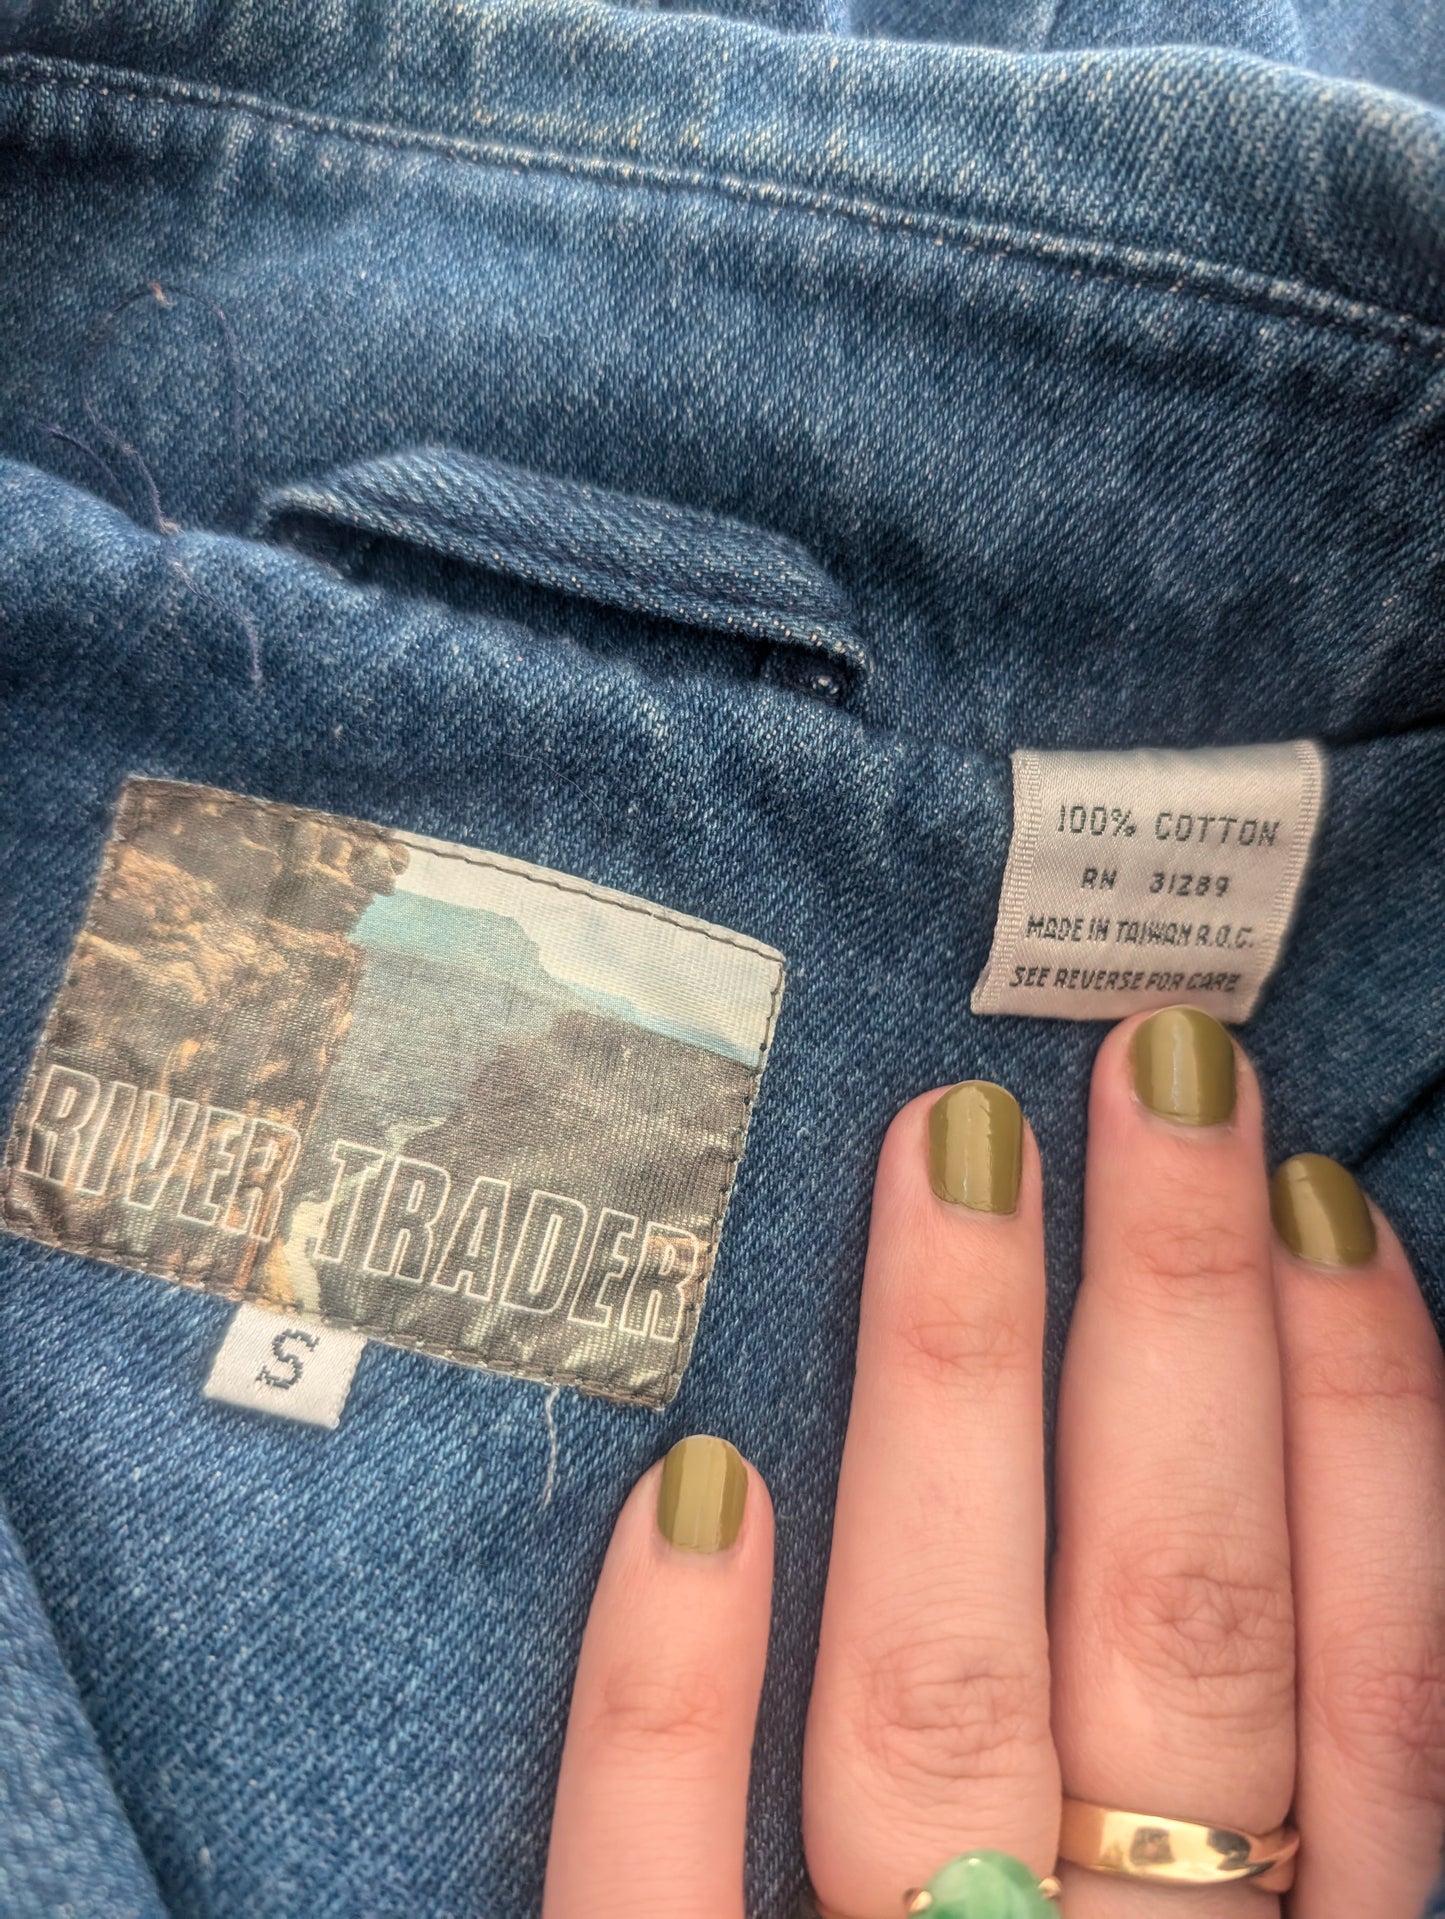 RIVER TRADER
S
100% COTTON
RN 31289
MADE IN TAIWAN R.O.C.
SEE REVERSE FOR CARE